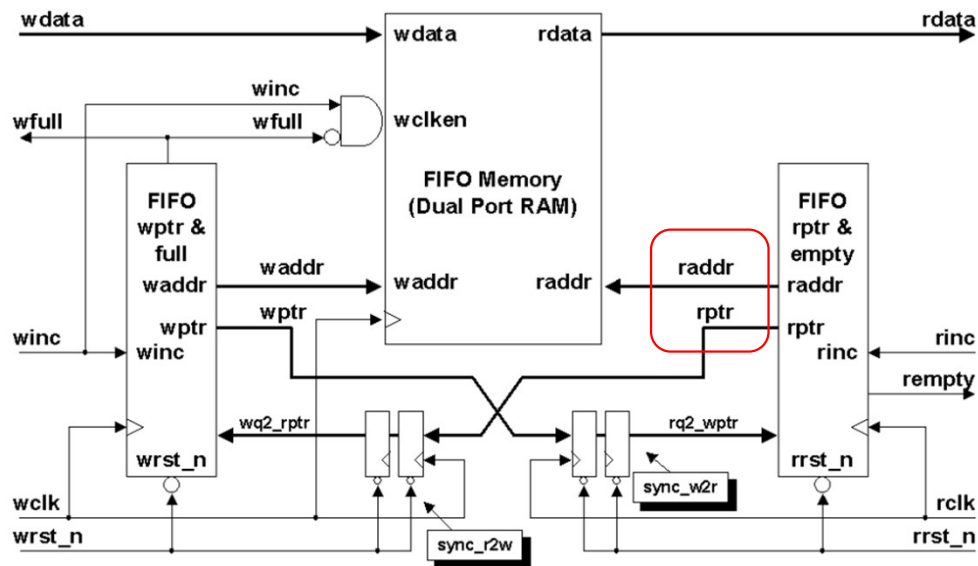 wdata
wdata
rdata
rdata
winc
wclken
wfull
wfull
FIFO Memory
(Dual Port RAM)
FIFO
wptr &
full
FIFO
rptr &
empty
waddr
waddr
waddr
raddr
raddr
raddr
wptr
wptr
rptr
rptr
winc
winc
rinc
rinc
rempty
wq2_rptr
rq2_wptr
wrst_n
rrst_n
sync_w2r
wclk
rclk
wrst_n
sync_r2w
rrst_n